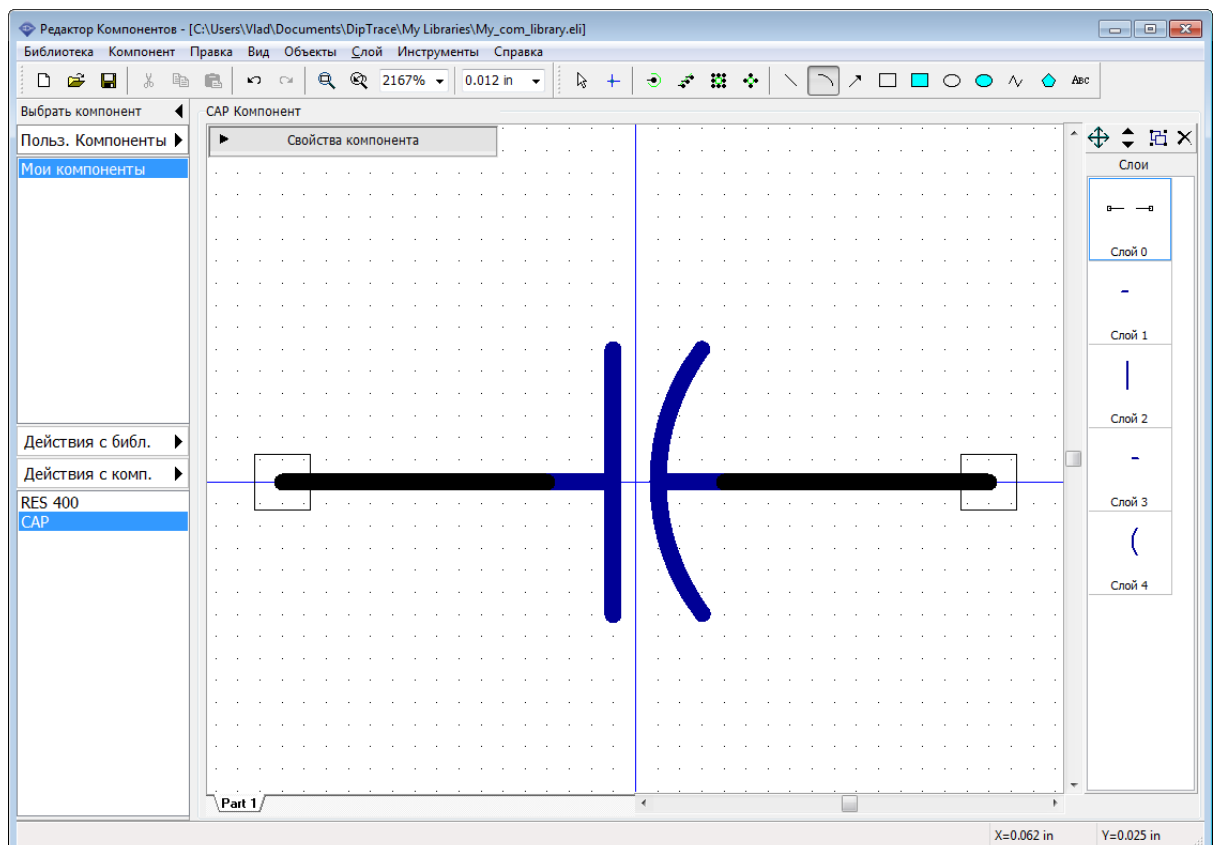 Редактор Компонентов - [C:\Users\Vlad\Documents\DipTrace\My Libraries\My_com_library.eli]
Библиотека Компонент Правка Вид Объекты Слой Инструменты Справка
2167% 0.012 in ABC
Выбрать компонент
CAP Компонент
Польз. Компоненты
Свойства компонента
Мои компоненты
Слои
Слой 0
Слой 1
Слой 2
Слой 3
Слой 4
Действия с библ.
Действия с комп.
RES 400
CAP
Part 1
X=0.062 in Y=0.025 in